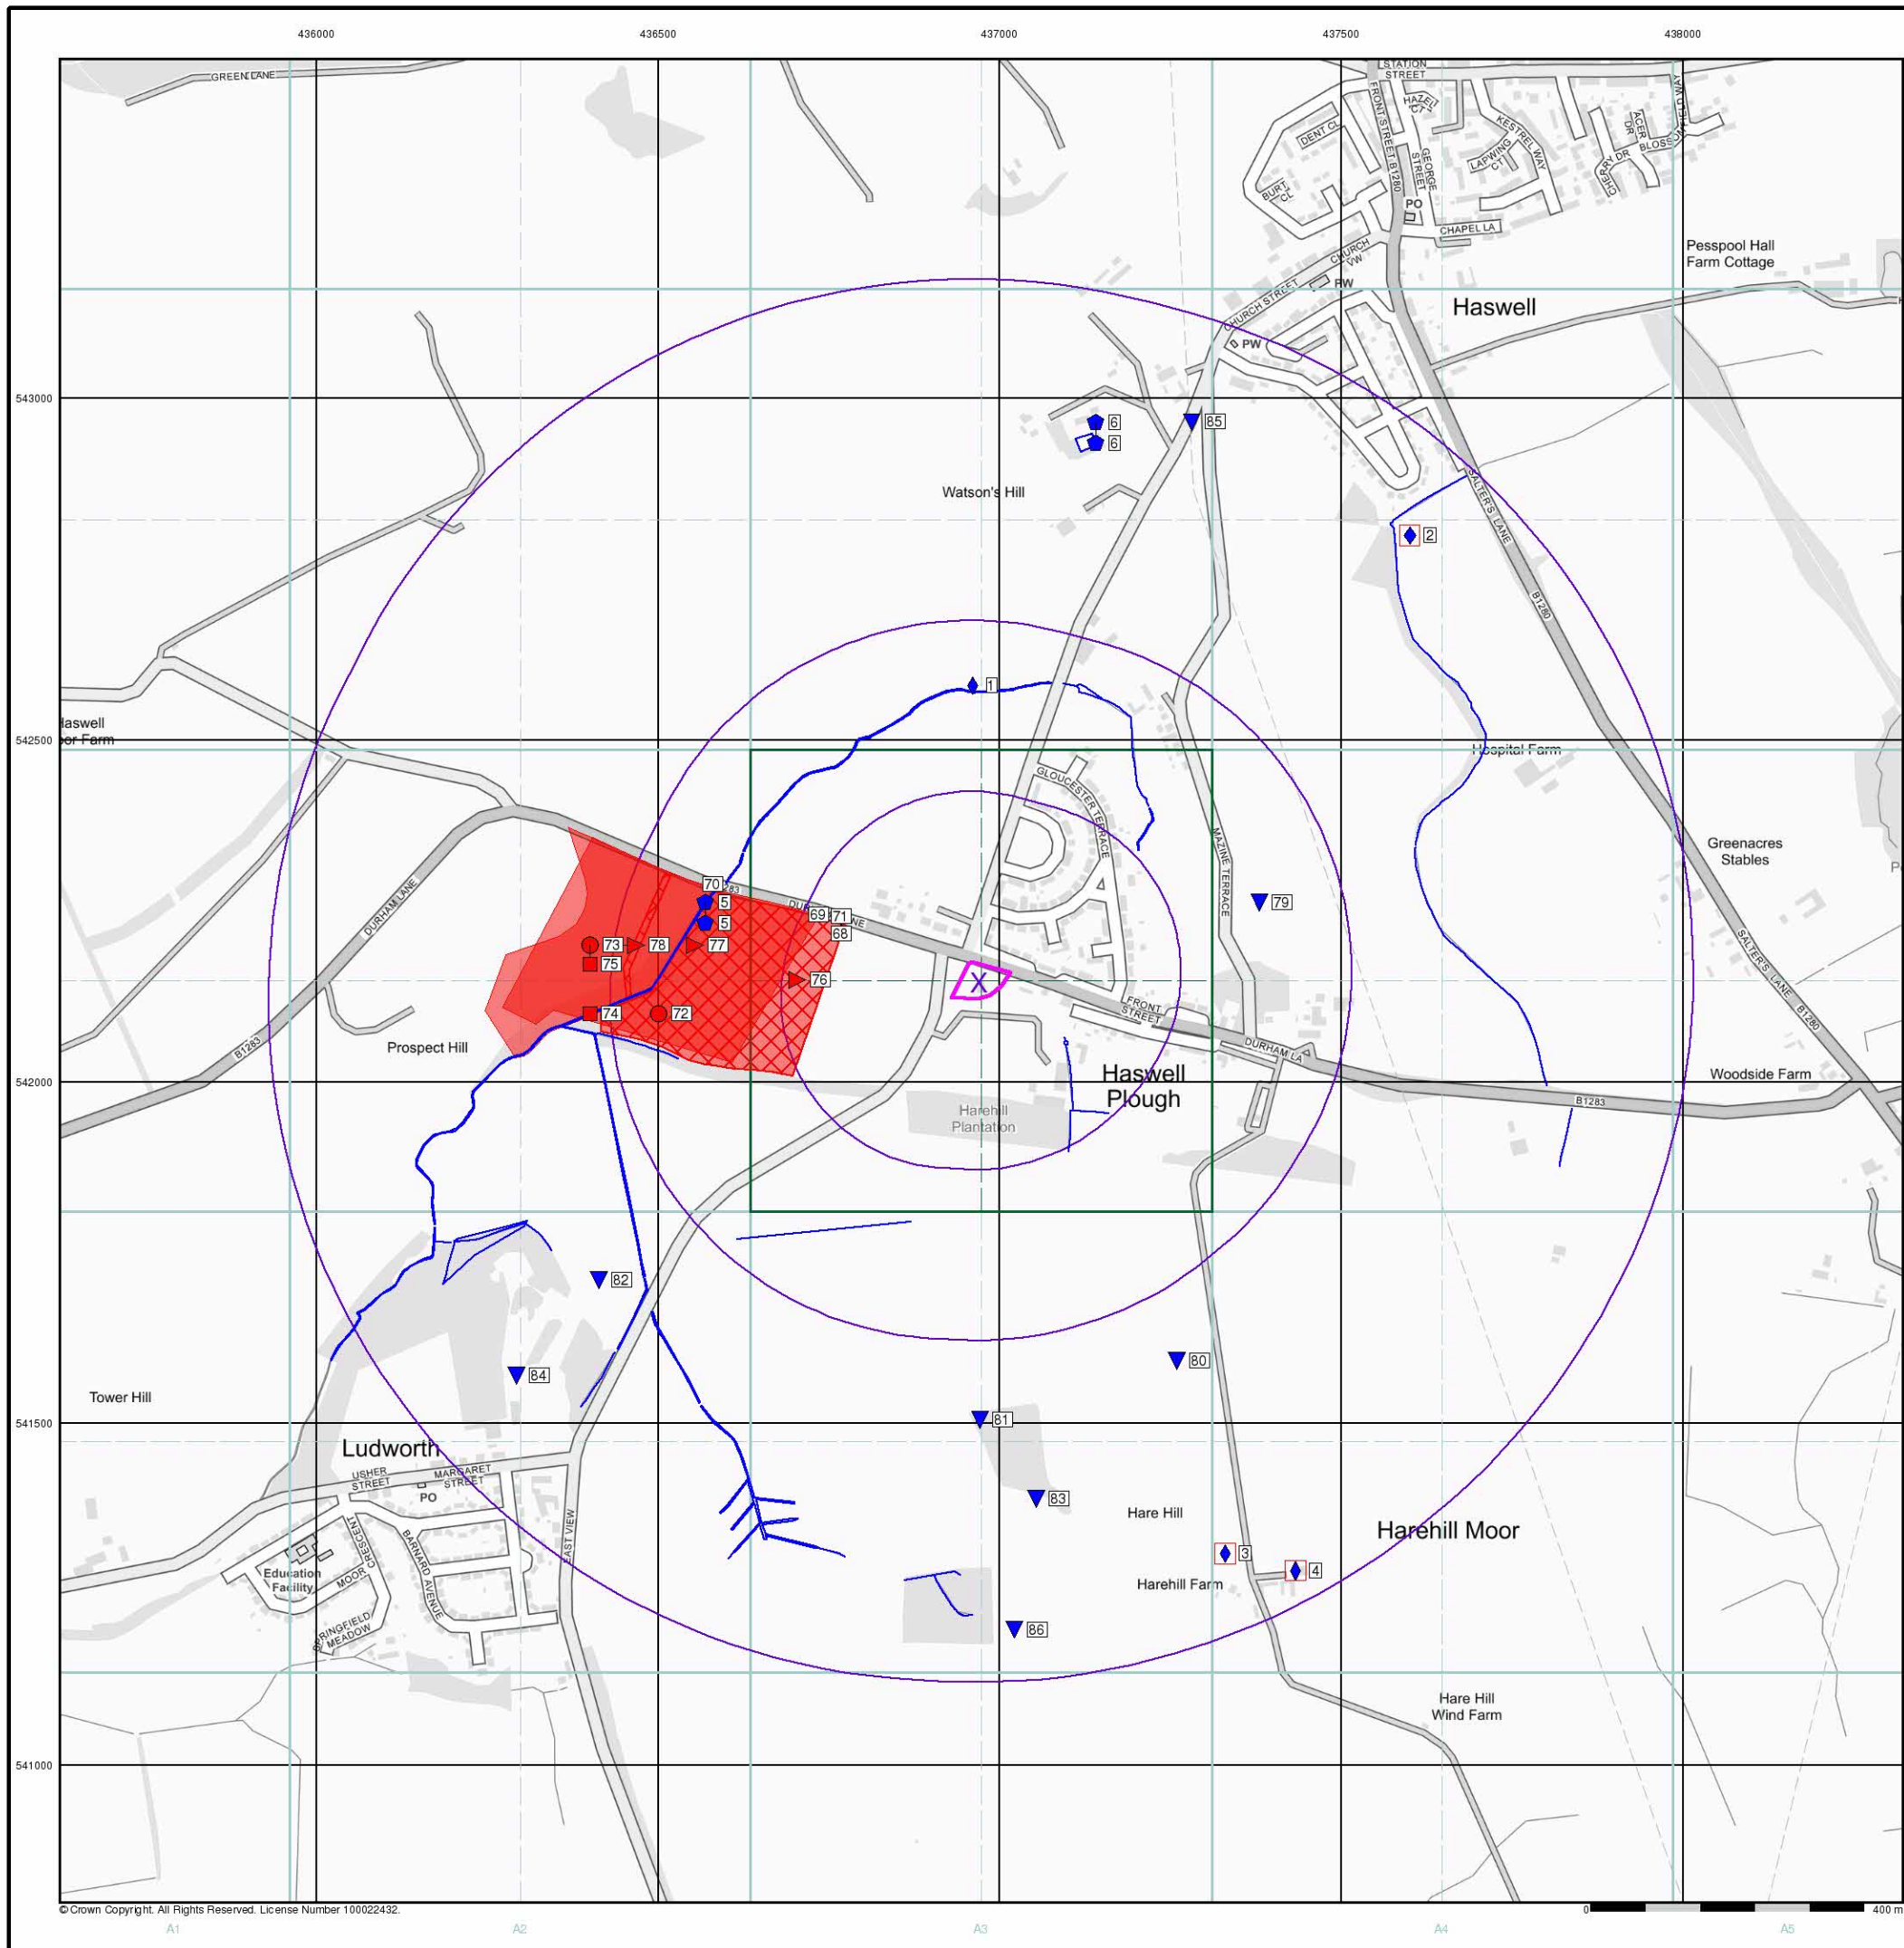 436000
436500
437000
437500
438000
GREEN LANE
STATION
STREET
HAZEL
CT
DENT CL
FRONT STREET B1280
GEORGE
STREET
KESTREL WAY
LAPWING
CT
ACER
DR
CHERRY DR
BURT
CL
PO
CHAPEL LA
CHURCH
VW
Pesspool Hall
Farm Cottage
CHURCH STREET
PW
Haswell
PW
543000
6
6
85
Watson's Hill
SALTER'S LANE
2
B1280
1
Haswell
oor Farm
542500
Hospital Farm
GLOUCESTER TERRACE
MAZINE TERRACE
Greenacres
Stables
DURHAM LANE
70
5
5
69
71
68
79
73
78
77
75
76
X
74
72
FRONT
STREET
SALTER'S LANE
B1280
B1283
Prospect Hill
DURHAM LA
Haswell
Plough
Woodside Farm
542000
B1283
Harehill
Plantation
82
84
80
Tower Hill
81
541500
Ludworth
USHER
STREET
MARGARET
STREET
PO
83
Hare Hill
Harehill Moor
EAST VIEW
CRESCENT
MOOR
BARNARD AVENUE
Education
Facility
3
4
Harehill Farm
SPRINGFIELD
MEADOW
86
Hare Hill
Wind Farm
541000
© Crown Copyright. All Rights Reserved. License Number 100022432.
0
400 m
A1
A2
A3
A4
A5